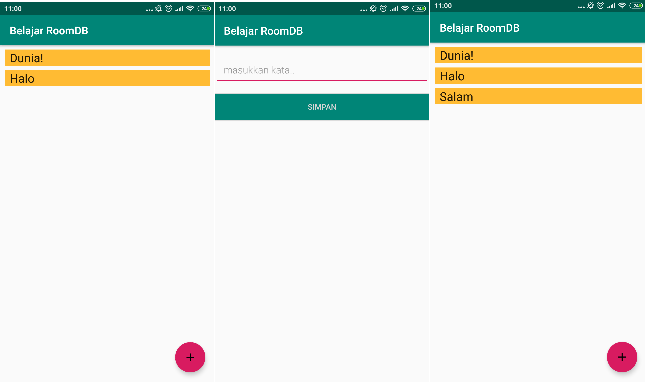 11:00
Belajar RoomDB
Dunia!
Halo
+
11:00
Belajar RoomDB
masukkan kata :
SIMPAN
11:00
Belajar RoomDB
Dunia!
Halo
Salam
+